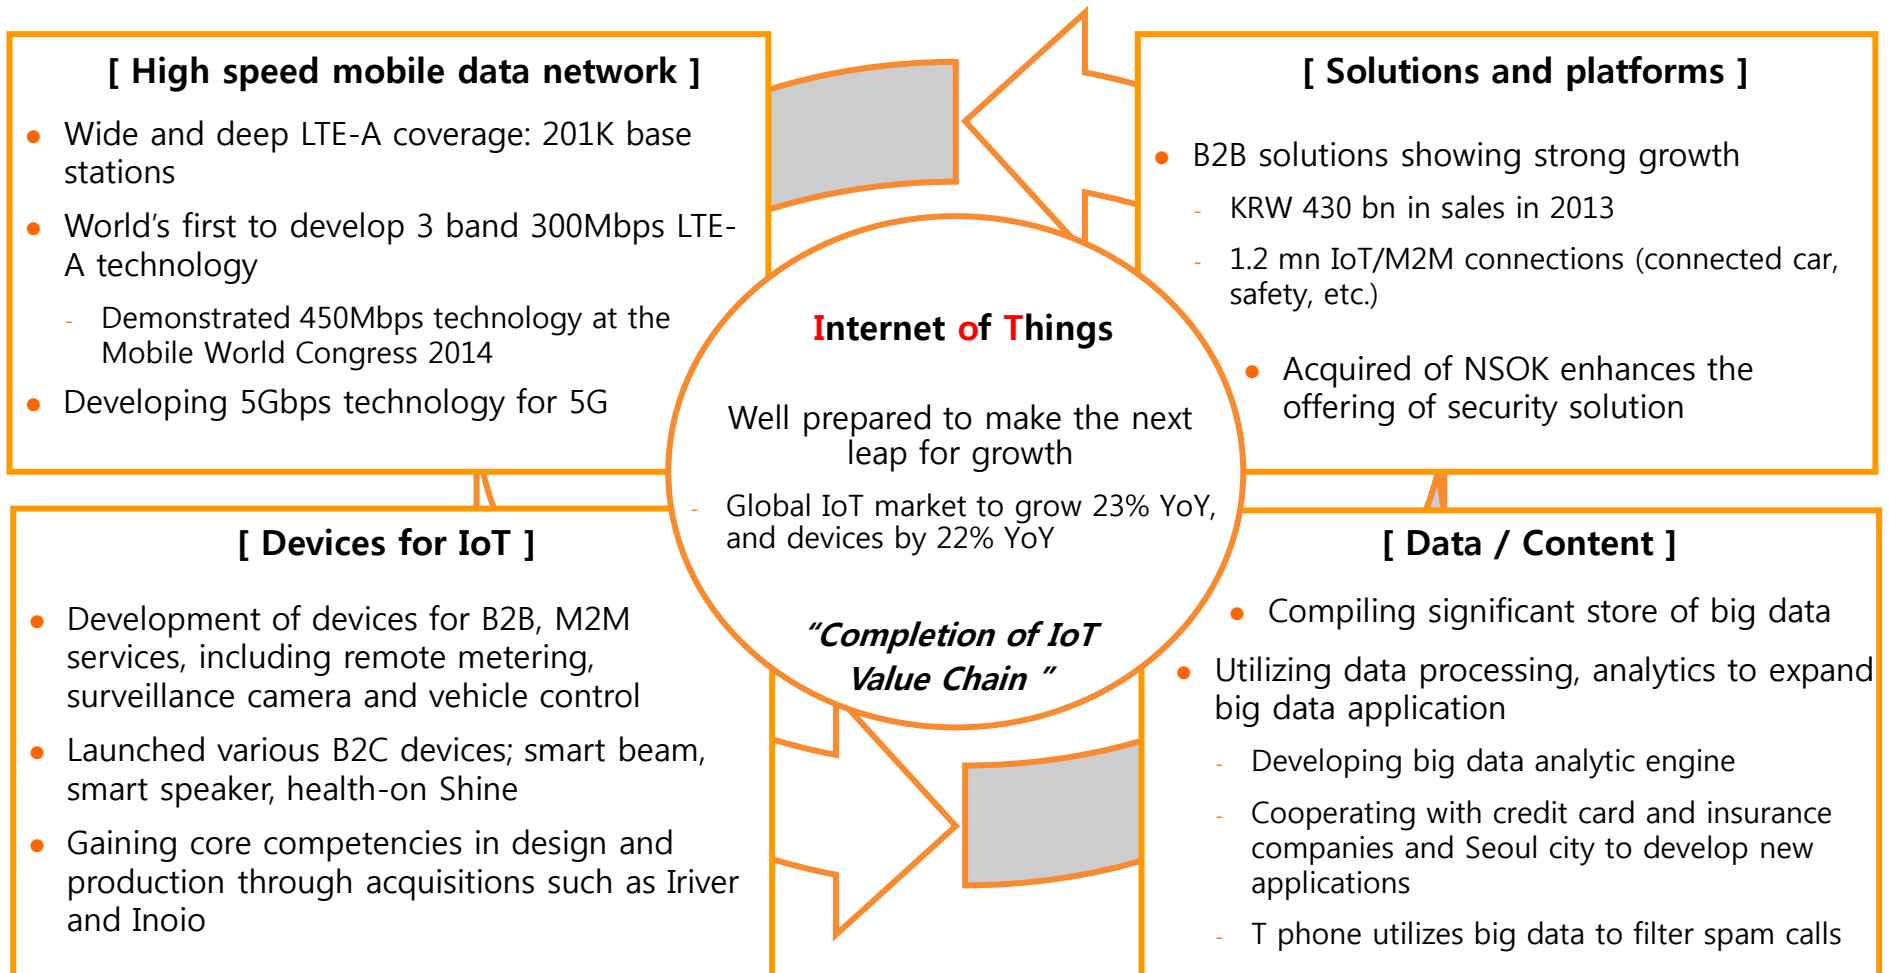 [ High speed mobile data network ]
● Wide and deep LTE-A coverage: 201K base
stations
● World's first to develop 3 band 300Mbps LTE-
A technology
- Demonstrated 450Mbps technology at the
Mobile World Congress 2014
● Developing 5Gbps technology for 5G
[ Solutions and platforms ]
● B2B solutions showing strong growth
- KRW 430 bn in sales in 2013
- 1.2 mn IoT/M2M connections (connected car,
safety, etc.)
● Acquired of NSOK enhances the
offering of security solution
Internet of Things
Well prepared to make the next
leap for growth
- Global IoT market to grow 23% YoY,
and devices by 22% YoY
"Completion of IoT
Value Chain "
[ Devices for IoT ]
● Development of devices for B2B, M2M
services, including remote metering,
surveillance camera and vehicle control
● Launched various B2C devices; smart beam,
smart speaker, health-on Shine
● Gaining core competencies in design and
production through acquisitions such as Iriver
and Inoio
[ Data / Content ]
● Compiling significant store of big data
● Utilizing data processing, analytics to expand
big data application
- Developing big data analytic engine
- Cooperating with credit card and insurance
companies and Seoul city to develop new
applications
- T phone utilizes big data to filter spam calls